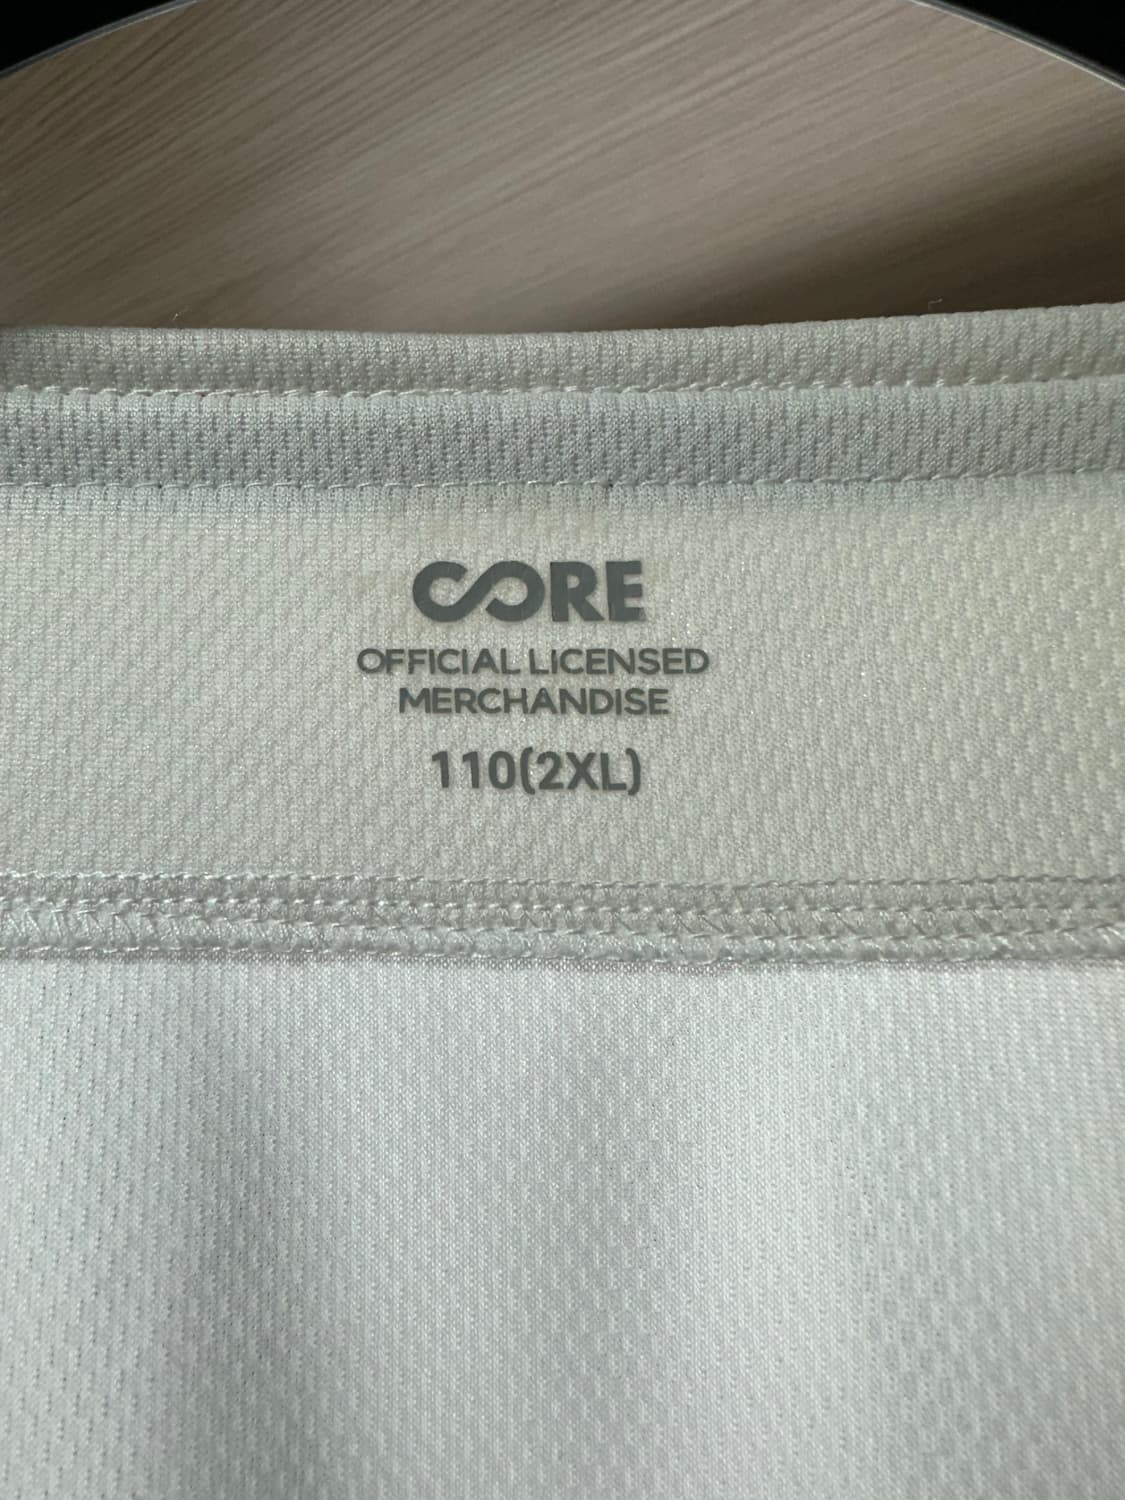 CORE
OFFICIAL LICENSED
MERCHANDISE
110(2XL)